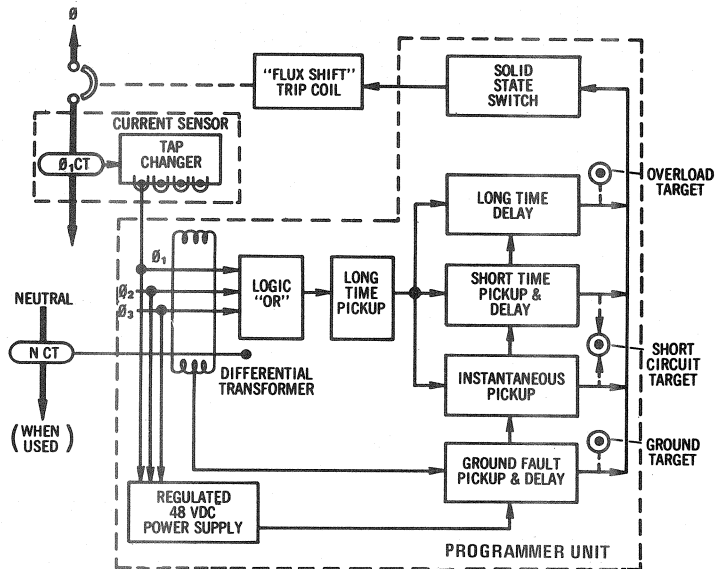 Ø
"FLUX SHIFT"
TRIP COIL
SOLID
STATE
SWITCH
CURRENT SENSOR
TAP
CHANGER
Ø₁CT
OVERLOAD
TARGET
LONG TIME
DELAY
Ø₁
Ø₂
Ø₃
LOGIC
"OR"
LONG
TIME
PICKUP
SHORT TIME
PICKUP &
DELAY
NEUTRAL
N CT
(WHEN
USED)
DIFFERENTIAL
TRANSFORMER
SHORT
CIRCUIT
TARGET
INSTANTANEOUS
PICKUP
GROUND
TARGET
GROUND FAULT
PICKUP & DELAY
REGULATED
48 VDC
POWER SUPPLY
PROGRAMMER UNIT